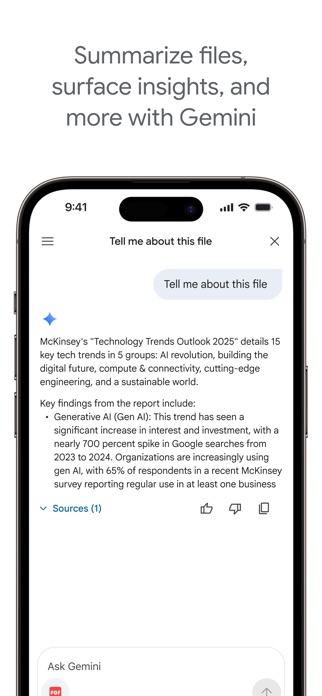 Summarize files,
surface insights, and
more with Gemini
9:41
Tell me about this file
Tell me about this file
McKinsey's "Technology Trends Outlook 2025" details 15
key tech trends in 5 groups: AI revolution, building the
digital future, compute & connectivity, cutting-edge
engineering, and a sustainable world.
Key findings from the report include:
• Generative AI (Gen AI): This trend has seen a
significant increase in interest and investment, with a
nearly 700 percent spike in Google searches from
2023 to 2024. Organizations are increasingly using
gen AI, with 65% of respondents in a recent McKinsey
survey reporting regular use in at least one business
Sources (1)
Ask Gemini
PDF